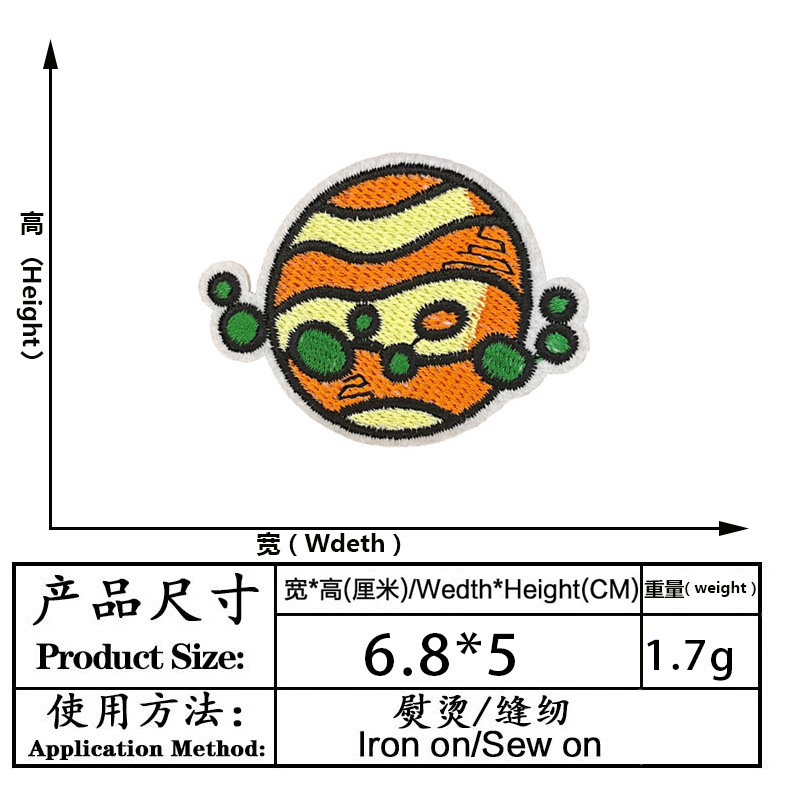 高
(Height)
宽 ( Wdeth )
产品尺寸
Product Size:
宽*高(厘米)/Wedth*Height(CM)
重量( weight )
6.8*5
1.7g
使用方法：
Application Method:
熨烫/缝纫
Iron on/Sew on